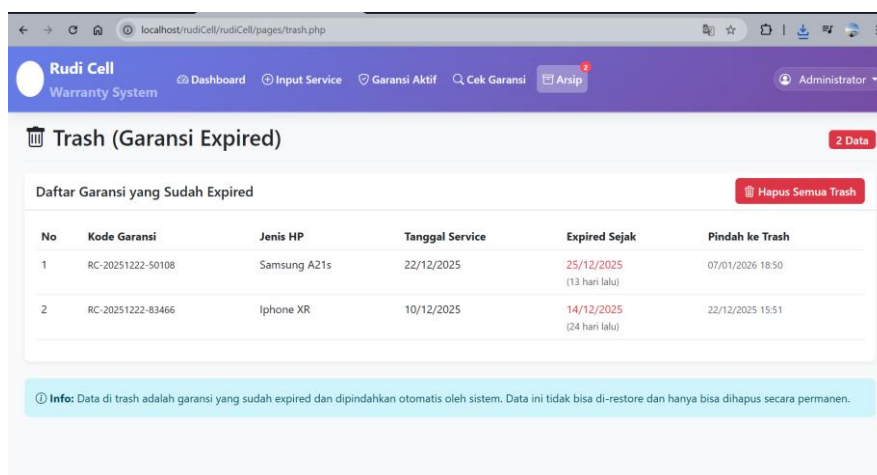 localhost/rudiCell/rudiCell/pages/trash.php
Rudi Cell
Warranty System
Dashboard Input Service Garansi Aktif Cek Garansi Arsip 2 Administrator
Trash (Garansi Expired)
2 Data
Daftar Garansi yang Sudah Expired
Hapus Semua Trash
No Kode Garansi Jenis HP Tanggal Service Expired Sejak Pindah ke Trash
1 RC-20251222-50108 Samsung A21s 22/12/2025 25/12/2025 07/01/2026 18:50
(13 hari lalu)
2 RC-20251222-83466 Iphone XR 10/12/2025 14/12/2025 22/12/2025 15:51
(24 hari lalu)
Info: Data di trash adalah garansi yang sudah expired dan dipindahkan otomatis oleh sistem. Data ini tidak bisa di-restore dan hanya bisa dihapus secara permanen.